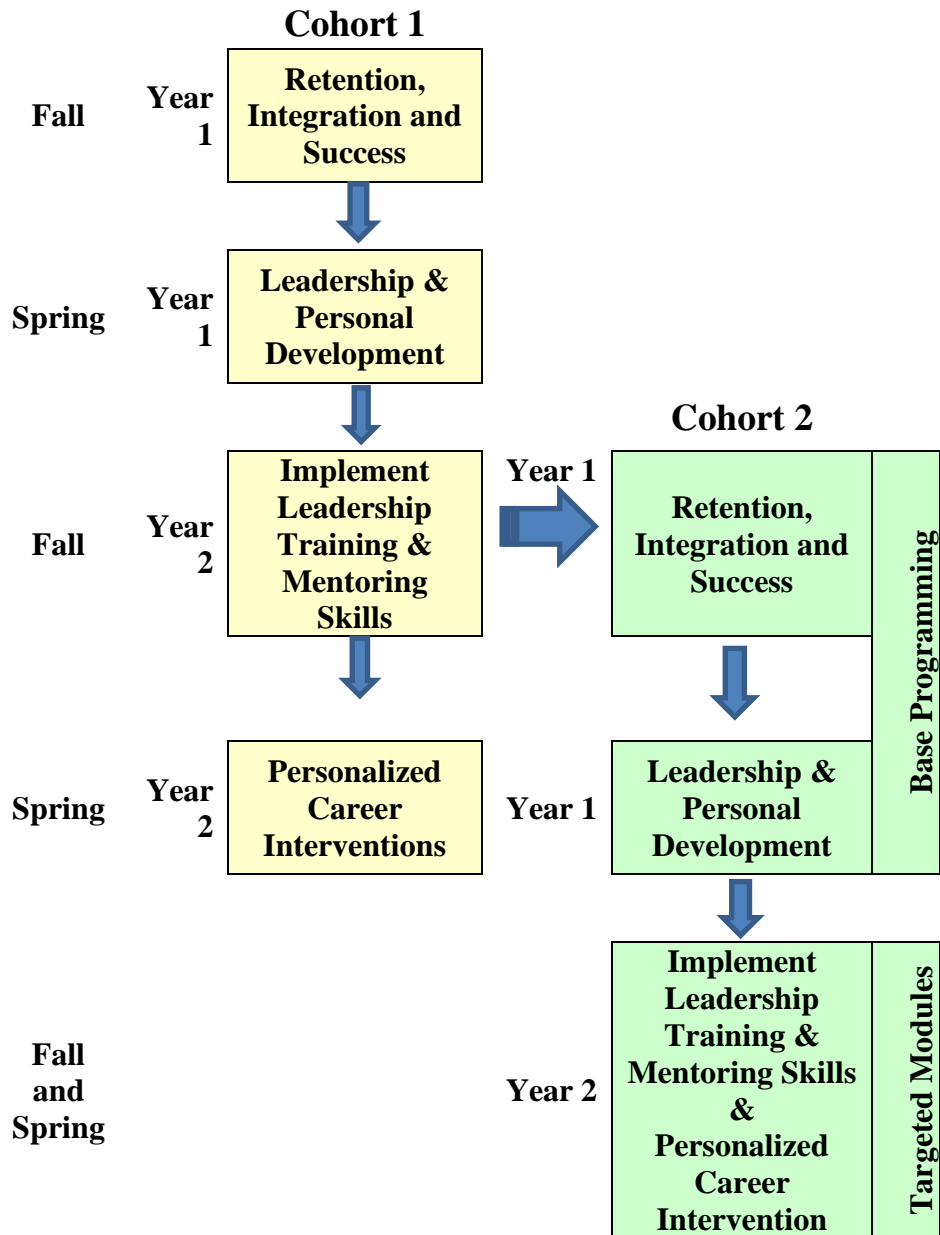 Cohort 1
Fall
Year
1
Retention,
Integration and
Success
Spring
Year
1
Leadership &
Personal
Development
Cohort 2
Fall
Year
2
Implement
Leadership
Training &
Mentoring
Skills
Year 1
Retention,
Integration and
Success
Base Programming
Spring
Year
2
Personalized
Career
Interventions
Year 1
Leadership &
Personal
Development
Fall
and
Spring
Year 2
Implement
Leadership
Training &
Mentoring Skills
&
Personalized
Career
Intervention
Targeted Modules